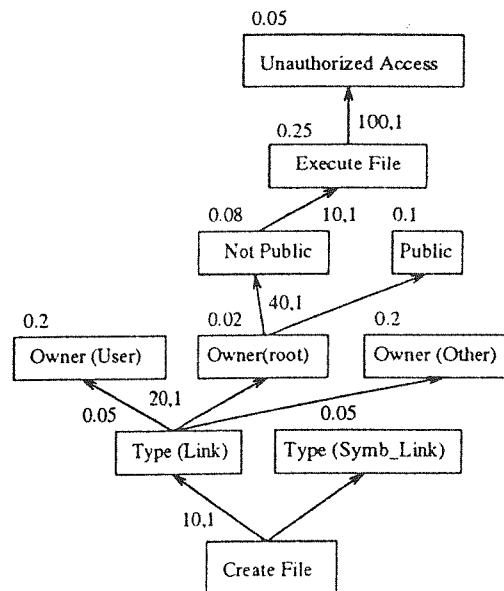 0.05
Unauthorized Access
100,1
0.25
Execute File
0.08
10,1
0.1
Not Public
Public
40,1
0.2
0.02
0.2
Owner (User)
Owner(root)
Owner (Other)
20,1
0.05
0.05
Type (Link)
Type (Symb_Link)
10,1
Create File